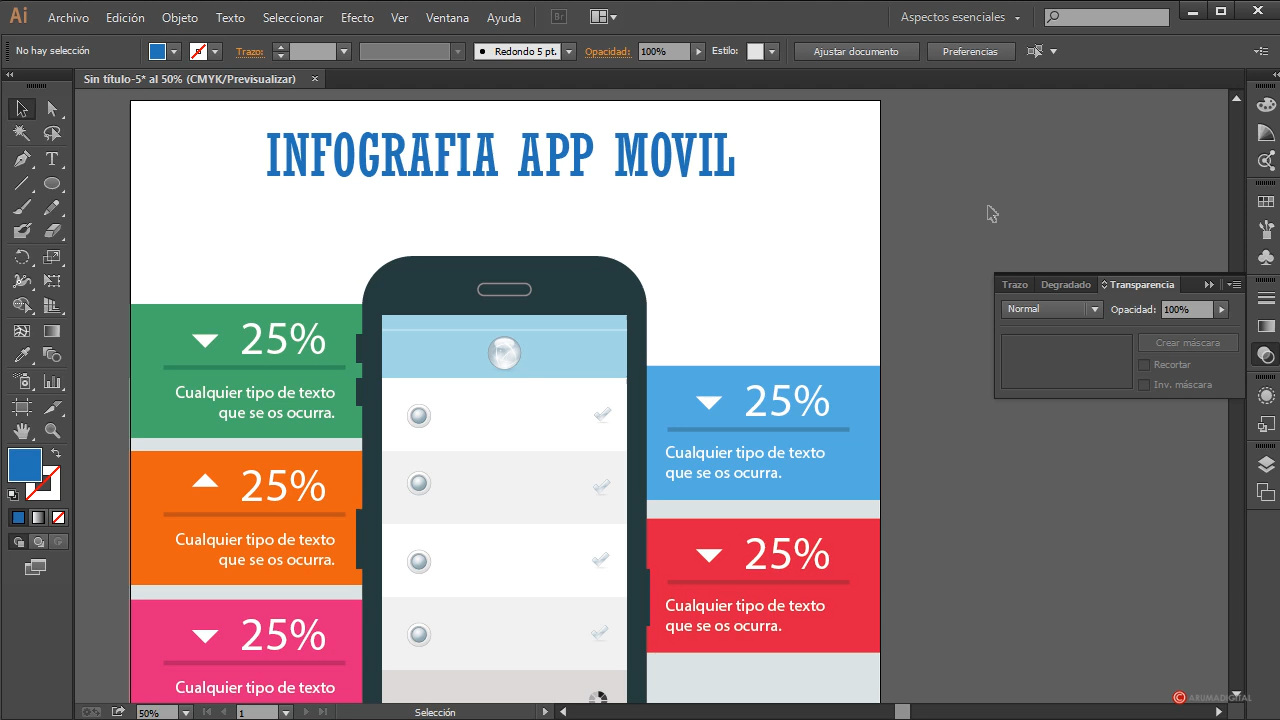 Ai Archivo Edición Objeto Texto Seleccionar Efecto Ver Ventana Ayuda Br Aspectos esenciales
No hay selección Trazo: Redondo 5 pt. Opacidad: 100% Estilo: Ajustar documento Preferencias
Sin título-5* al 50% (CMYK/Previsualizar) ×
INFOGRAFIA APP MOVIL
25%
Cualquier tipo de texto
que se os ocurra.
25%
Cualquier tipo de texto
que se os ocurra.
25%
Cualquier tipo de texto
25%
Cualquier tipo de texto
que se os ocurra.
25%
Cualquier tipo de texto
que se os ocurra.
Trazo Degradado Transparencia
Normal Opacidad: 100%
Crear máscara
Recortar
Inv. máscara
50% 1 Selección
© ARUMADIGITAL